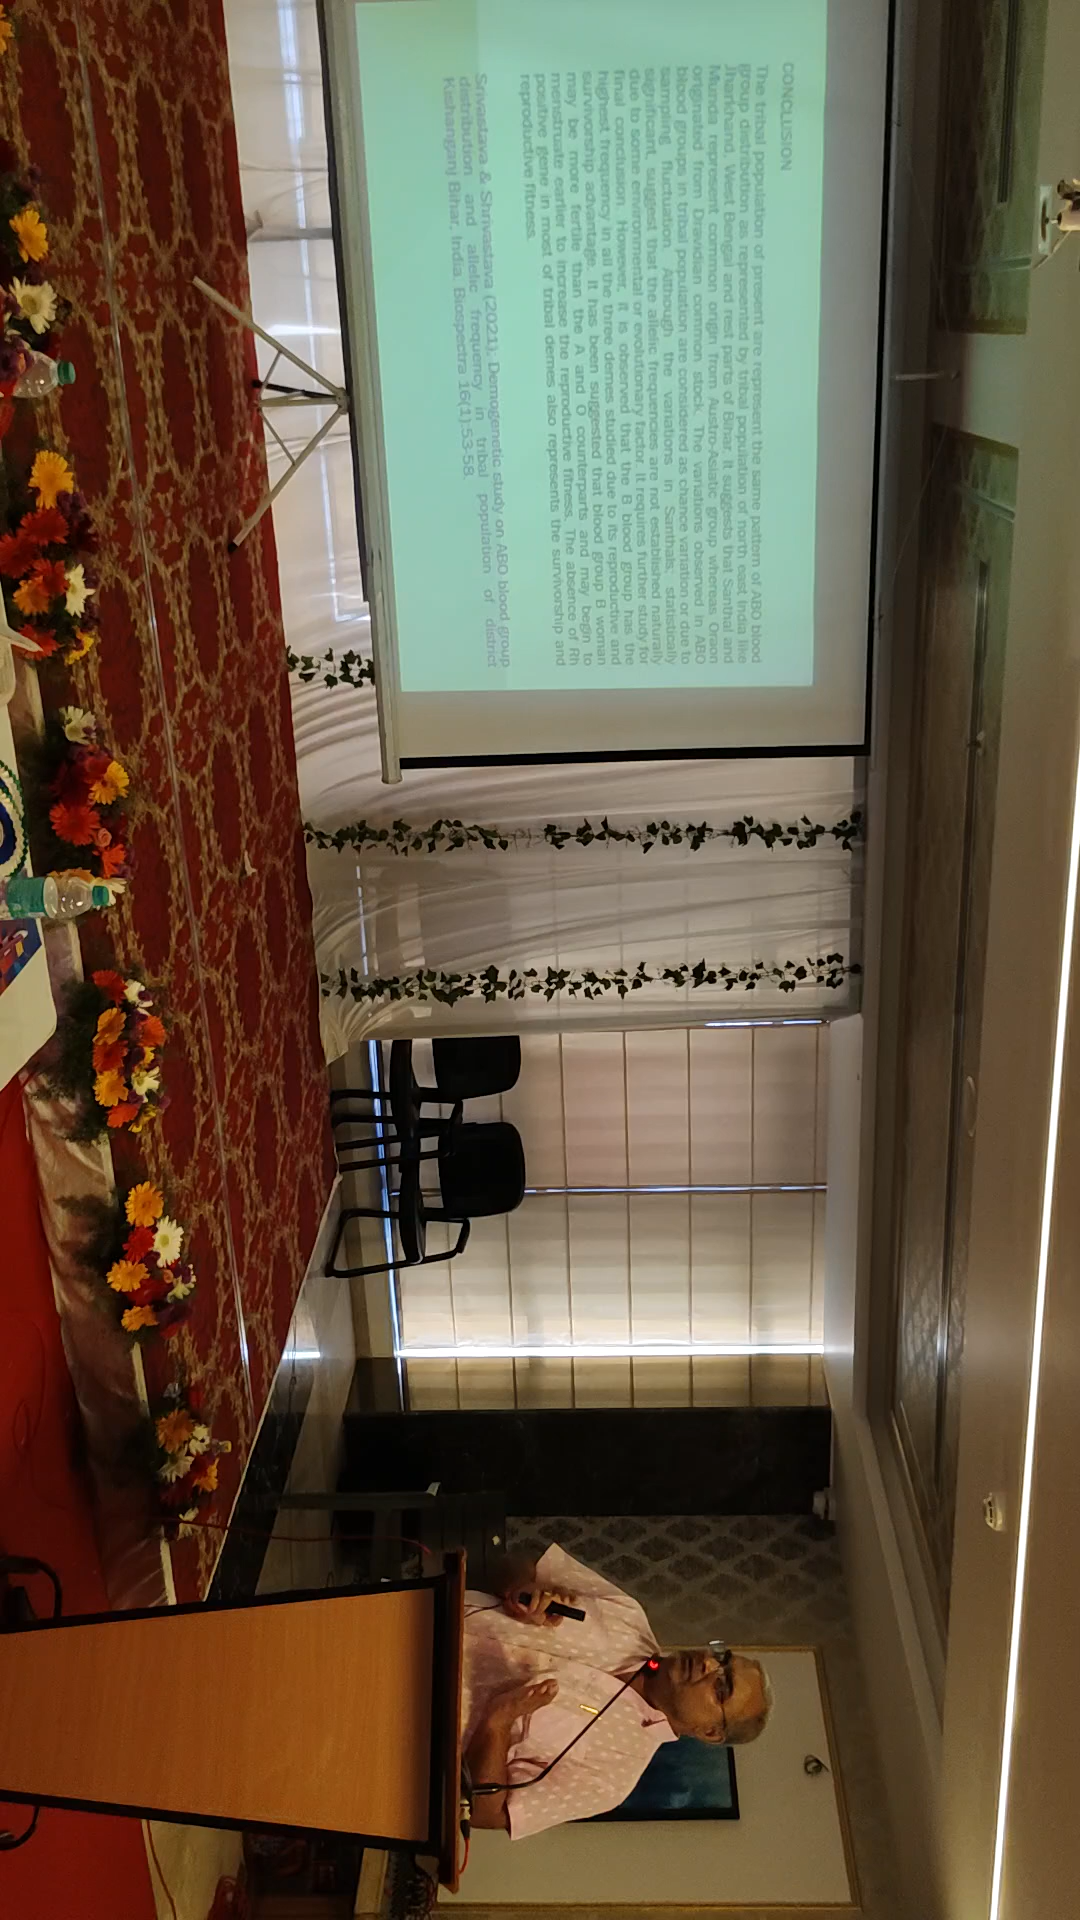 CONCLUSION
The tribal population of present are represent the same pattern of ABO blood
group distribution as represented by tribal population of north east India like
Jharkhand, West Bengal and rest parts of Bihar. It suggests that Santhal and
Munda represent common origin from Austro-Asiatic group whereas Oraon
originated from Dravidian common stock. The variations observed in ABO
blood groups in tribal population are considered as chance variation or due to
sampling fluctuation. Although the variations in Santhals; statistically
significant, suggest that the allelic frequencies are not established naturally
due to some environmental or evolutionary factor. It requires further study for
final conclusion. However, it is observed that the B blood group has the
highest frequency in all the three demes studied due to its reproductive and
survivorship advantage. It has been suggested that blood group B woman
may be more fertile than the A and O counterparts and may begin to
menstruate earlier to increase the reproductive fitness. The absence of Rh
positive gene in most of tribal demes also represents the survivorship and
reproductive fitness.
Srivastava & Shrivastava (2021). Demogenetic study on ABO blood group
distribution and allelic frequency in tribal population of district
Kishanganj Bihar, India. Biospectra 16(1):53-58.